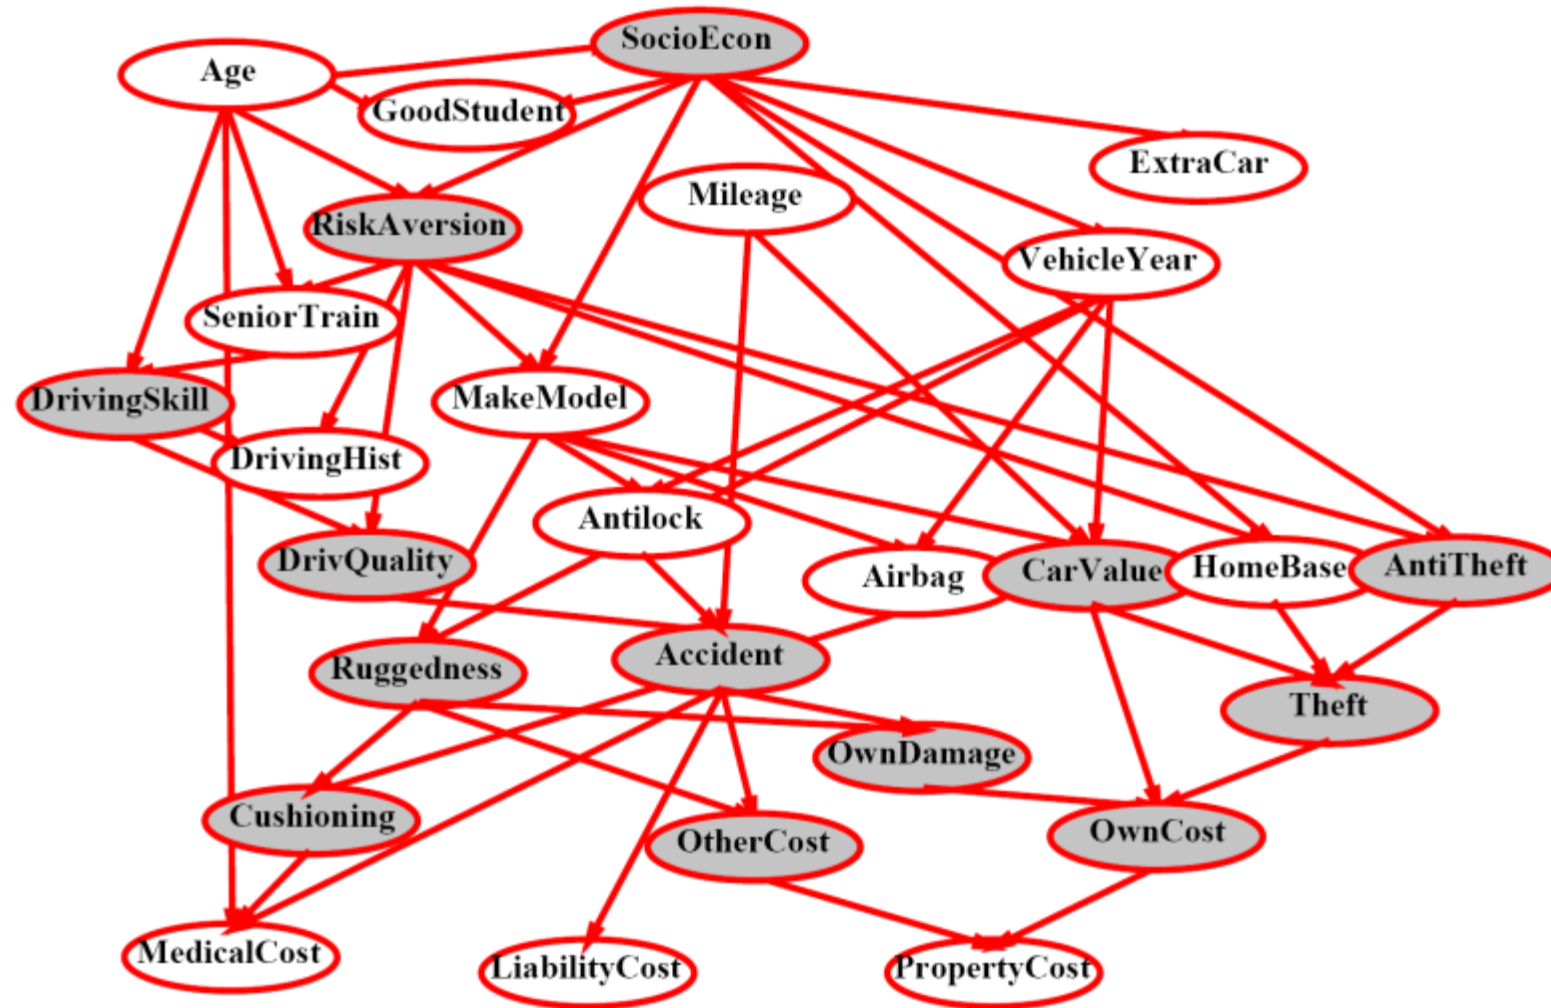 SocioEcon
Age
GoodStudent
ExtraCar
Mileage
RiskAversion
VehicleYear
SeniorTrain
DrivingSkill
MakeModel
DrivingHist
Antilock
DrivQuality
Airbag
CarValue
HomeBase
AntiTheft
Ruggedness
Accident
Theft
OwnDamage
Cushioning
OtherCost
OwnCost
MedicalCost
LiabilityCost
PropertyCost